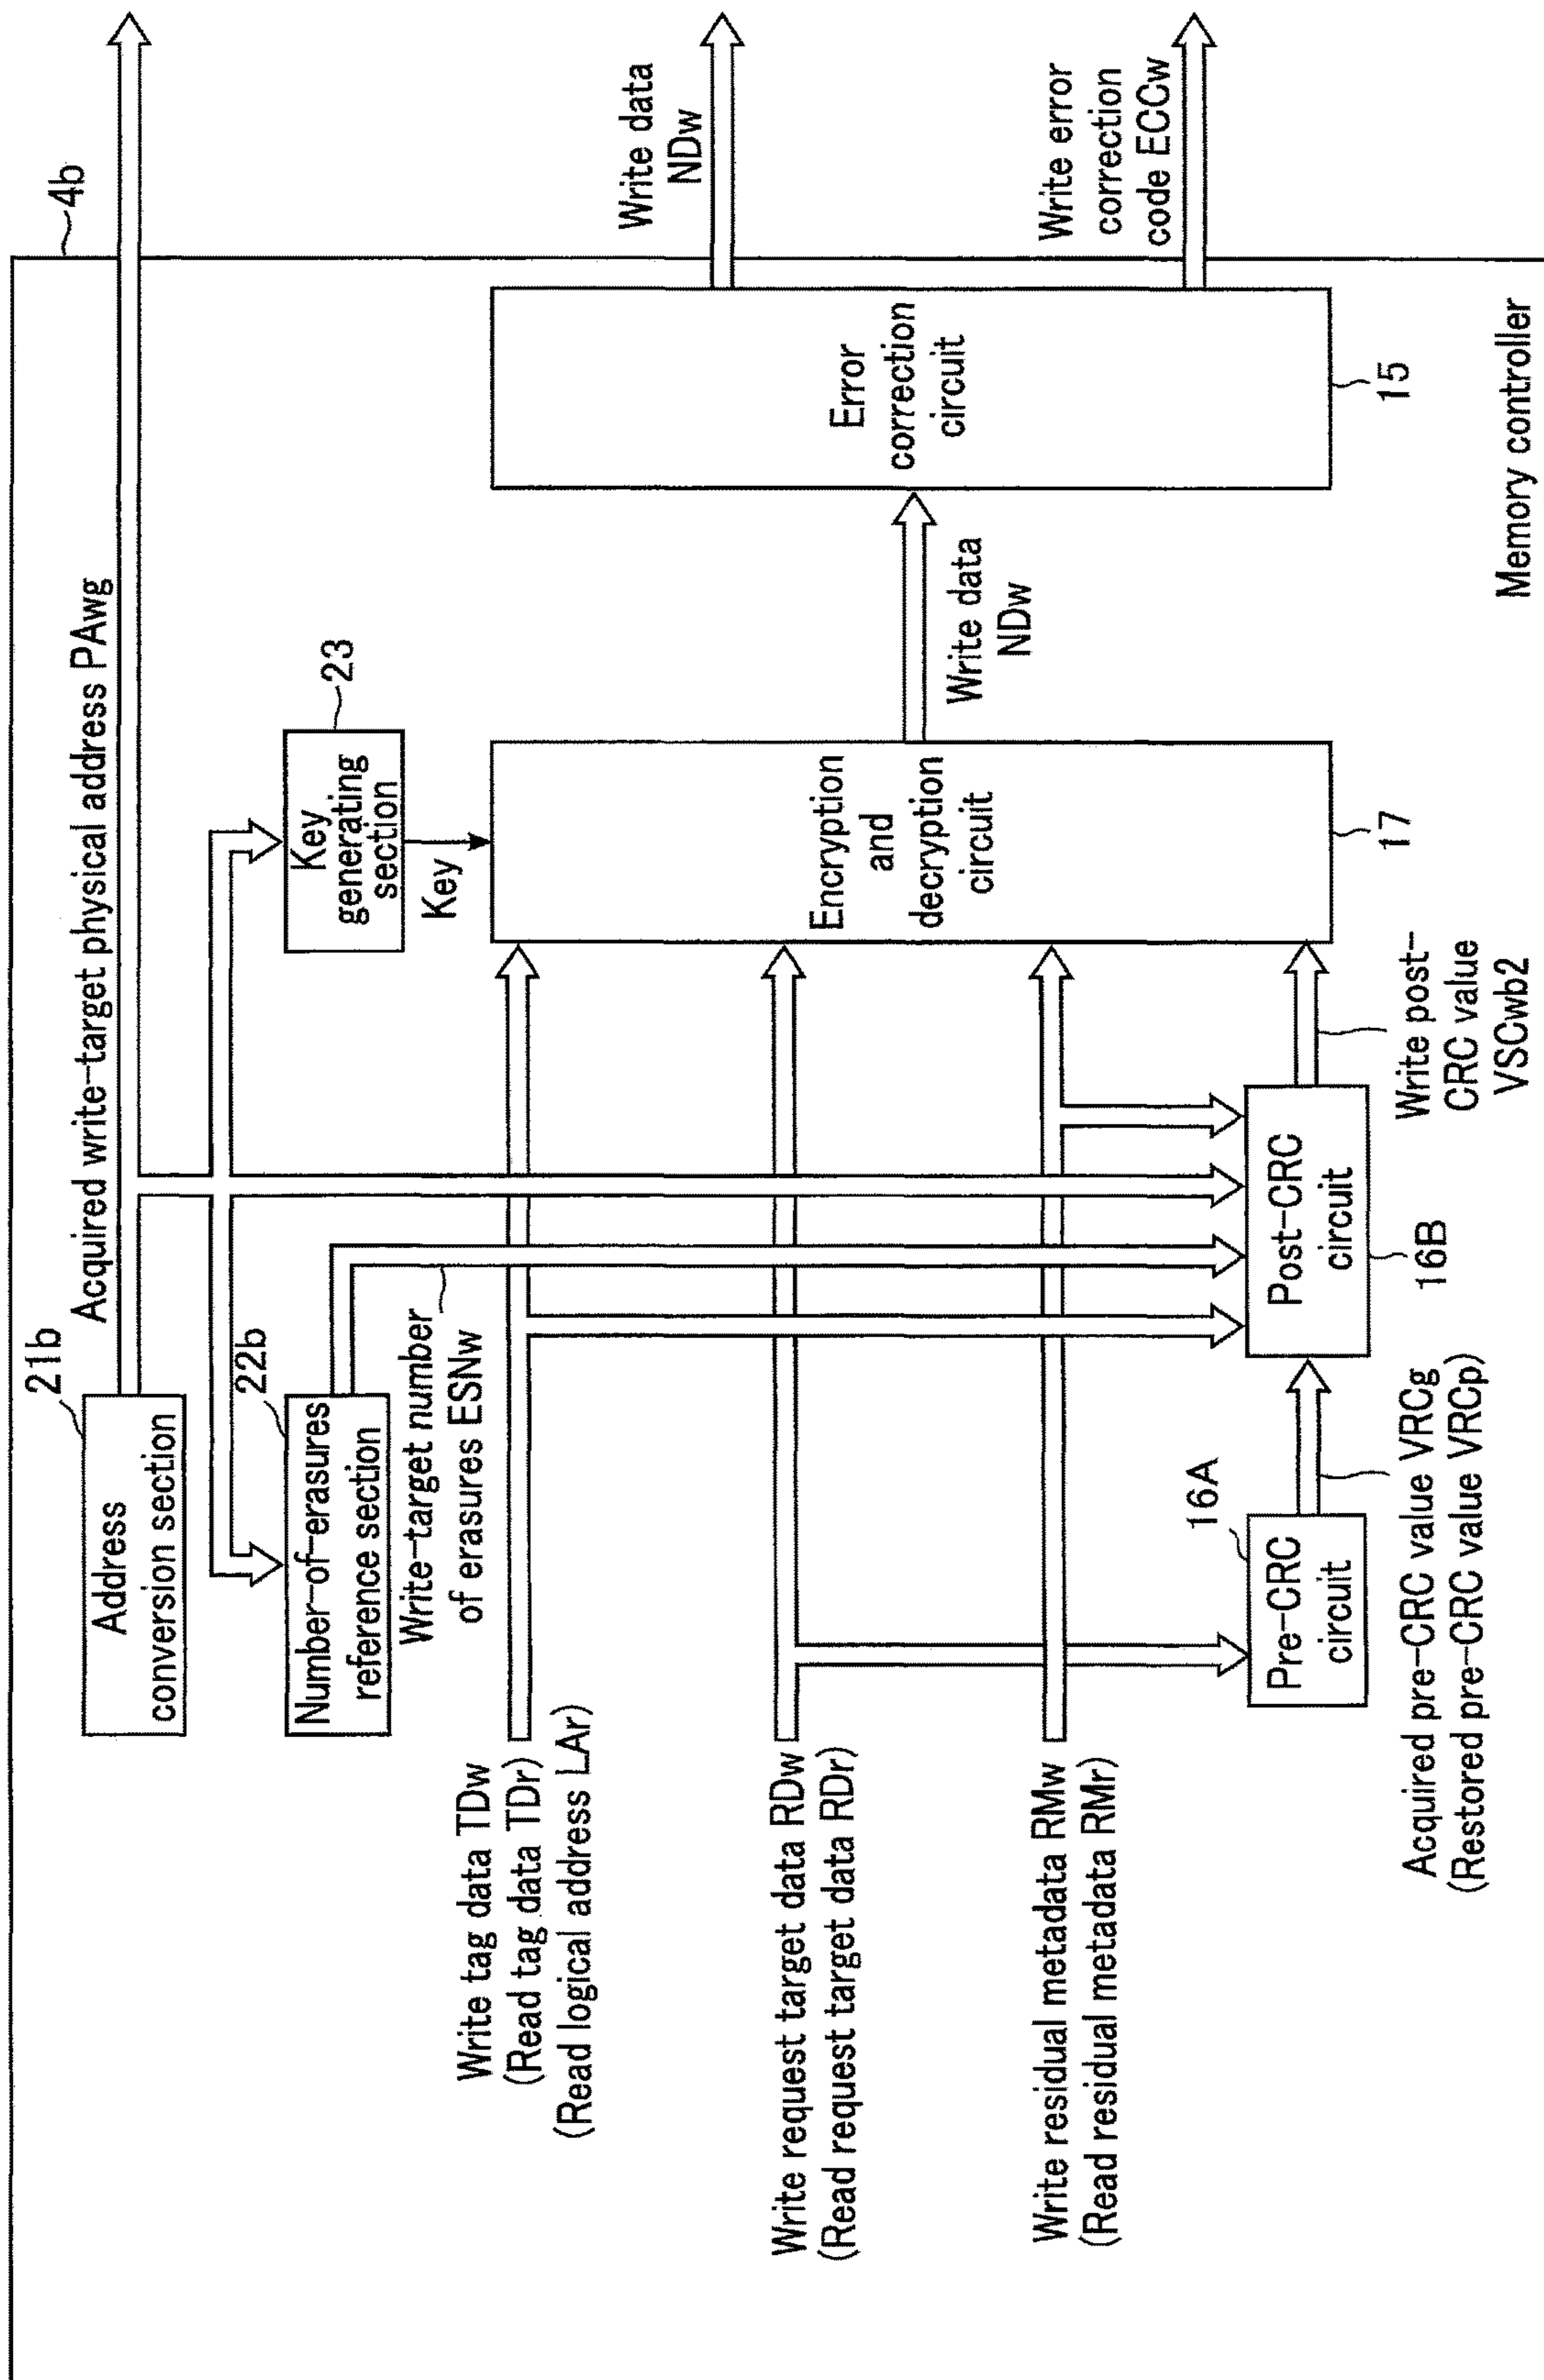 4b
21b
Address
conversion section
Acquired write-target physical address PAwg
22b
Number-of-erasures
reference section
Write-target number
of erasures ESNw
23
Key
generating
section
Key
Write tag data TDw
(Read tag data TDr)
(Read logical address LAr)
Write request target data RDw
(Read request target data RDr)
Write residual metadata RMw
(Read residual metadata RMr)
16A
Pre-CRC
circuit
Acquired pre-CRC value VRCg
(Restored pre-CRC value VRCp)
Post-CRC
circuit
16B
Write post-
CRC value
VSCwb2
Encryption
and
decryption
circuit
17
Write data
NDw
Error
correction
circuit
15
Write data
NDw
Write error
correction
code ECCw
Memory controller